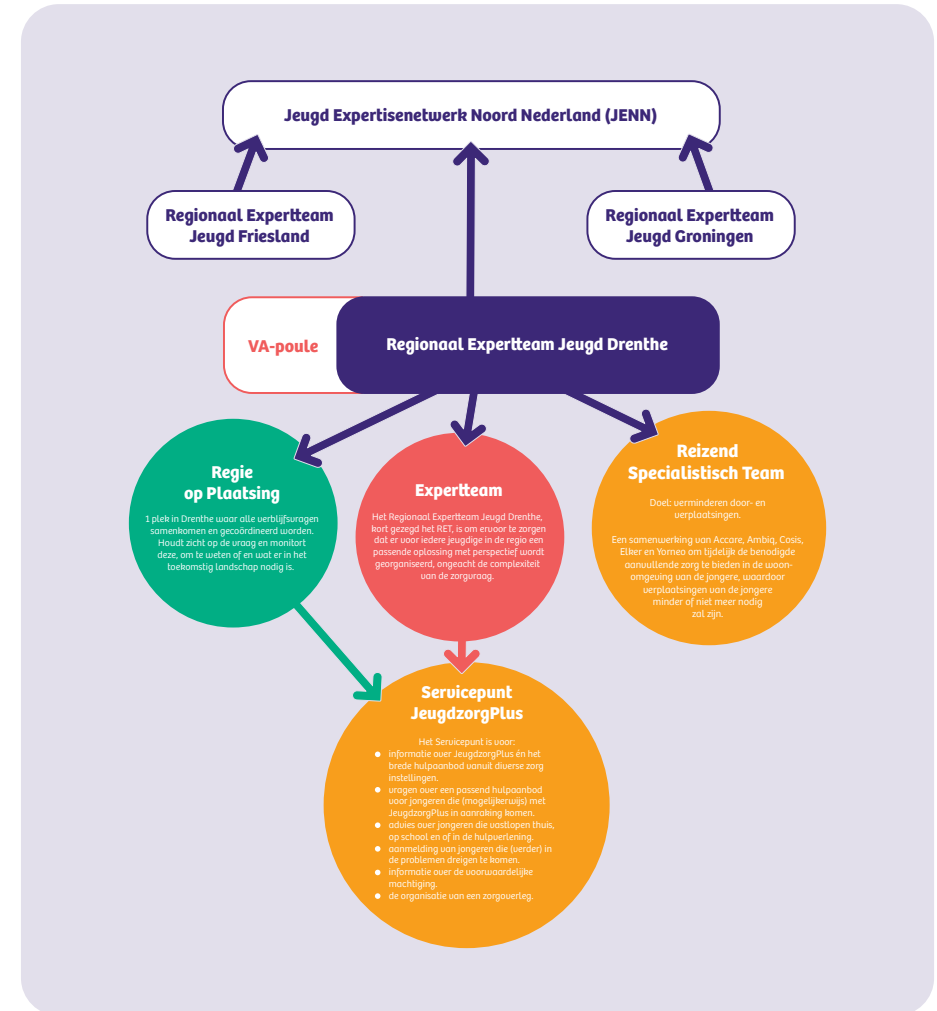 Jeugd Expertisenetwerk Noord Nederland (JENN)
Regionaal Expertteam
Jeugd Friesland
Regionaal Expertteam
Jeugd Groningen
VA-poule
Regionaal Expertteam Jeugd Drenthe
Regie
op Plaatsing
1 plek in Drenthe waar alle verblijfsvragen
samenkomen en gecoördineerd worden.
Houdt zicht op de vraag en monitort
deze, om te weten of en wat er in het
toekomstig landschap nodig is.
Expertteam
Het Regionaal Expertteam Jeugd Drenthe,
kort gezegd het RET, is om ervoor te zorgen
dat er voor iedere jeugdige in de regio een
passende oplossing met perspectief wordt
georganiseerd, ongeacht de complexiteit
van de zorgvraag.
Reizend
Specialistisch Team
Doel: verminderen door- en
verplaatsingen.
Een samenwerking van Accare, Ambiq, Cosis,
Elker en Yorneo om tijdelijk de benodigde
aanvullende zorg te bieden in de woon-
omgeving van de jongere, waardoor
verplaatsingen van de jongere
minder of niet meer nodig
zal zijn.
Servicepunt
JeugdzorgPlus
Het Servicepunt is voor:
● informatie over JeugdzorgPlus én het
brede hulpaanbod vanuit diverse zorg
instellingen.
● vragen over een passend hulpaanbod
voor jongeren die (mogelijkerwijs) met
JeugdzorgPlus in aanraking komen.
● advies over jongeren die vastlopen thuis,
op school en of in de hulpverlening.
● aanmelding van jongeren die (verder) in
de problemen dreigen te komen.
● informatie over de voorwaardelijke
machtiging.
● de organisatie van een zorgoverleg.